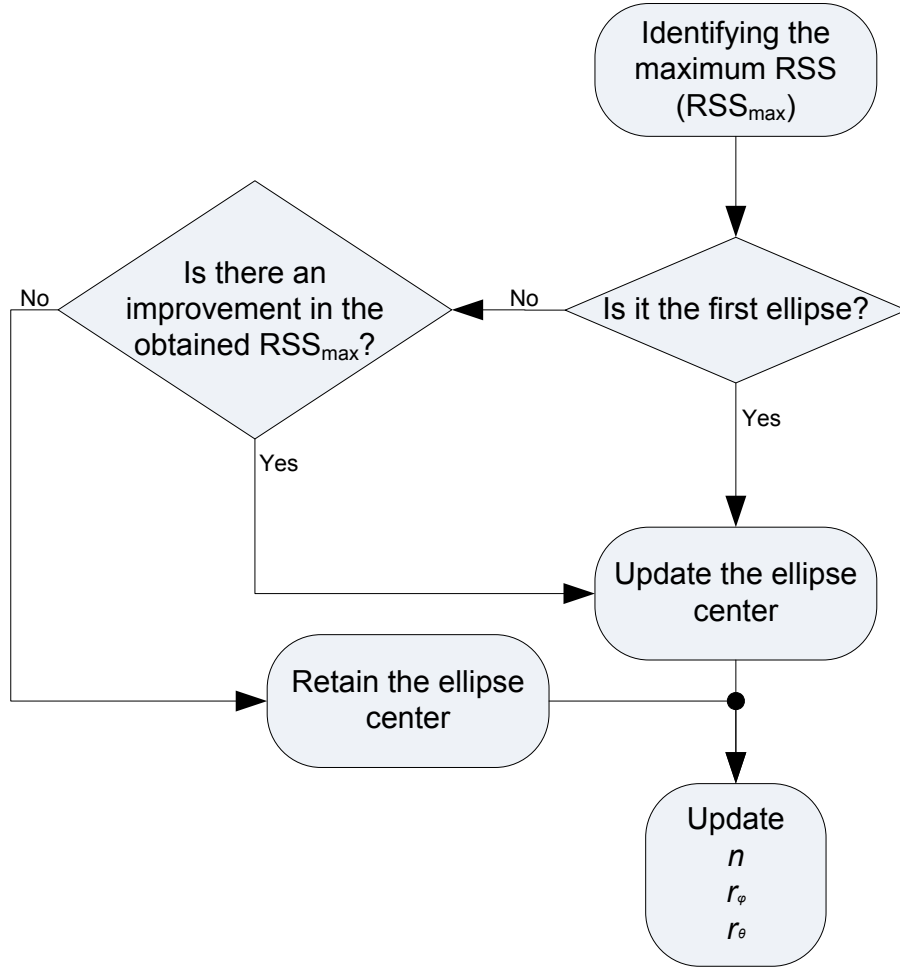 Identifying the
maximum RSS
(RSSmax)
Is there an
improvement in the
obtained RSSmax?
No
No
Is it the first ellipse?
Yes
Yes
Update the ellipse
center
Retain the ellipse
center
Update
n
rφ
rθ